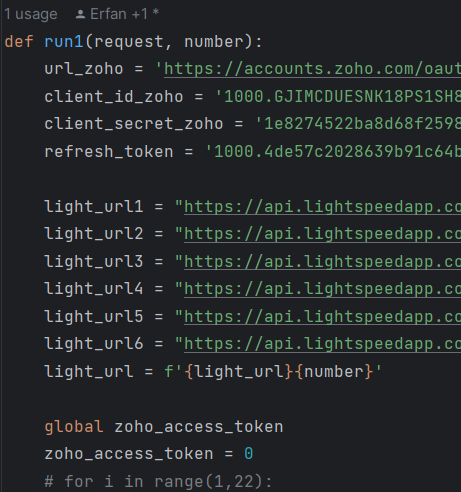 1 usage Erfan +1 *
def run1(request, number):
url_zoho = 'https://accounts.zoho.com/oaut
client_id_zoho = '1000.GJIMCDUESNK18PS1SH8
client_secret_zoho = '1e8274522ba8d68f2598
refresh_token = '1000.4de57c2028639b91c64b
light_url1 = "https://api.lightspeedapp.co
light_url2 = "https://api.lightspeedapp.co
light_url3 = "https://api.lightspeedapp.co
light_url4 = "https://api.lightspeedapp.co
light_url5 = "https://api.lightspeedapp.co
light_url6 = "https://api.lightspeedapp.co
light_url = f'{light_url}{number}'
global zoho_access_token
zoho_access_token = 0
# for i in range(1,22):